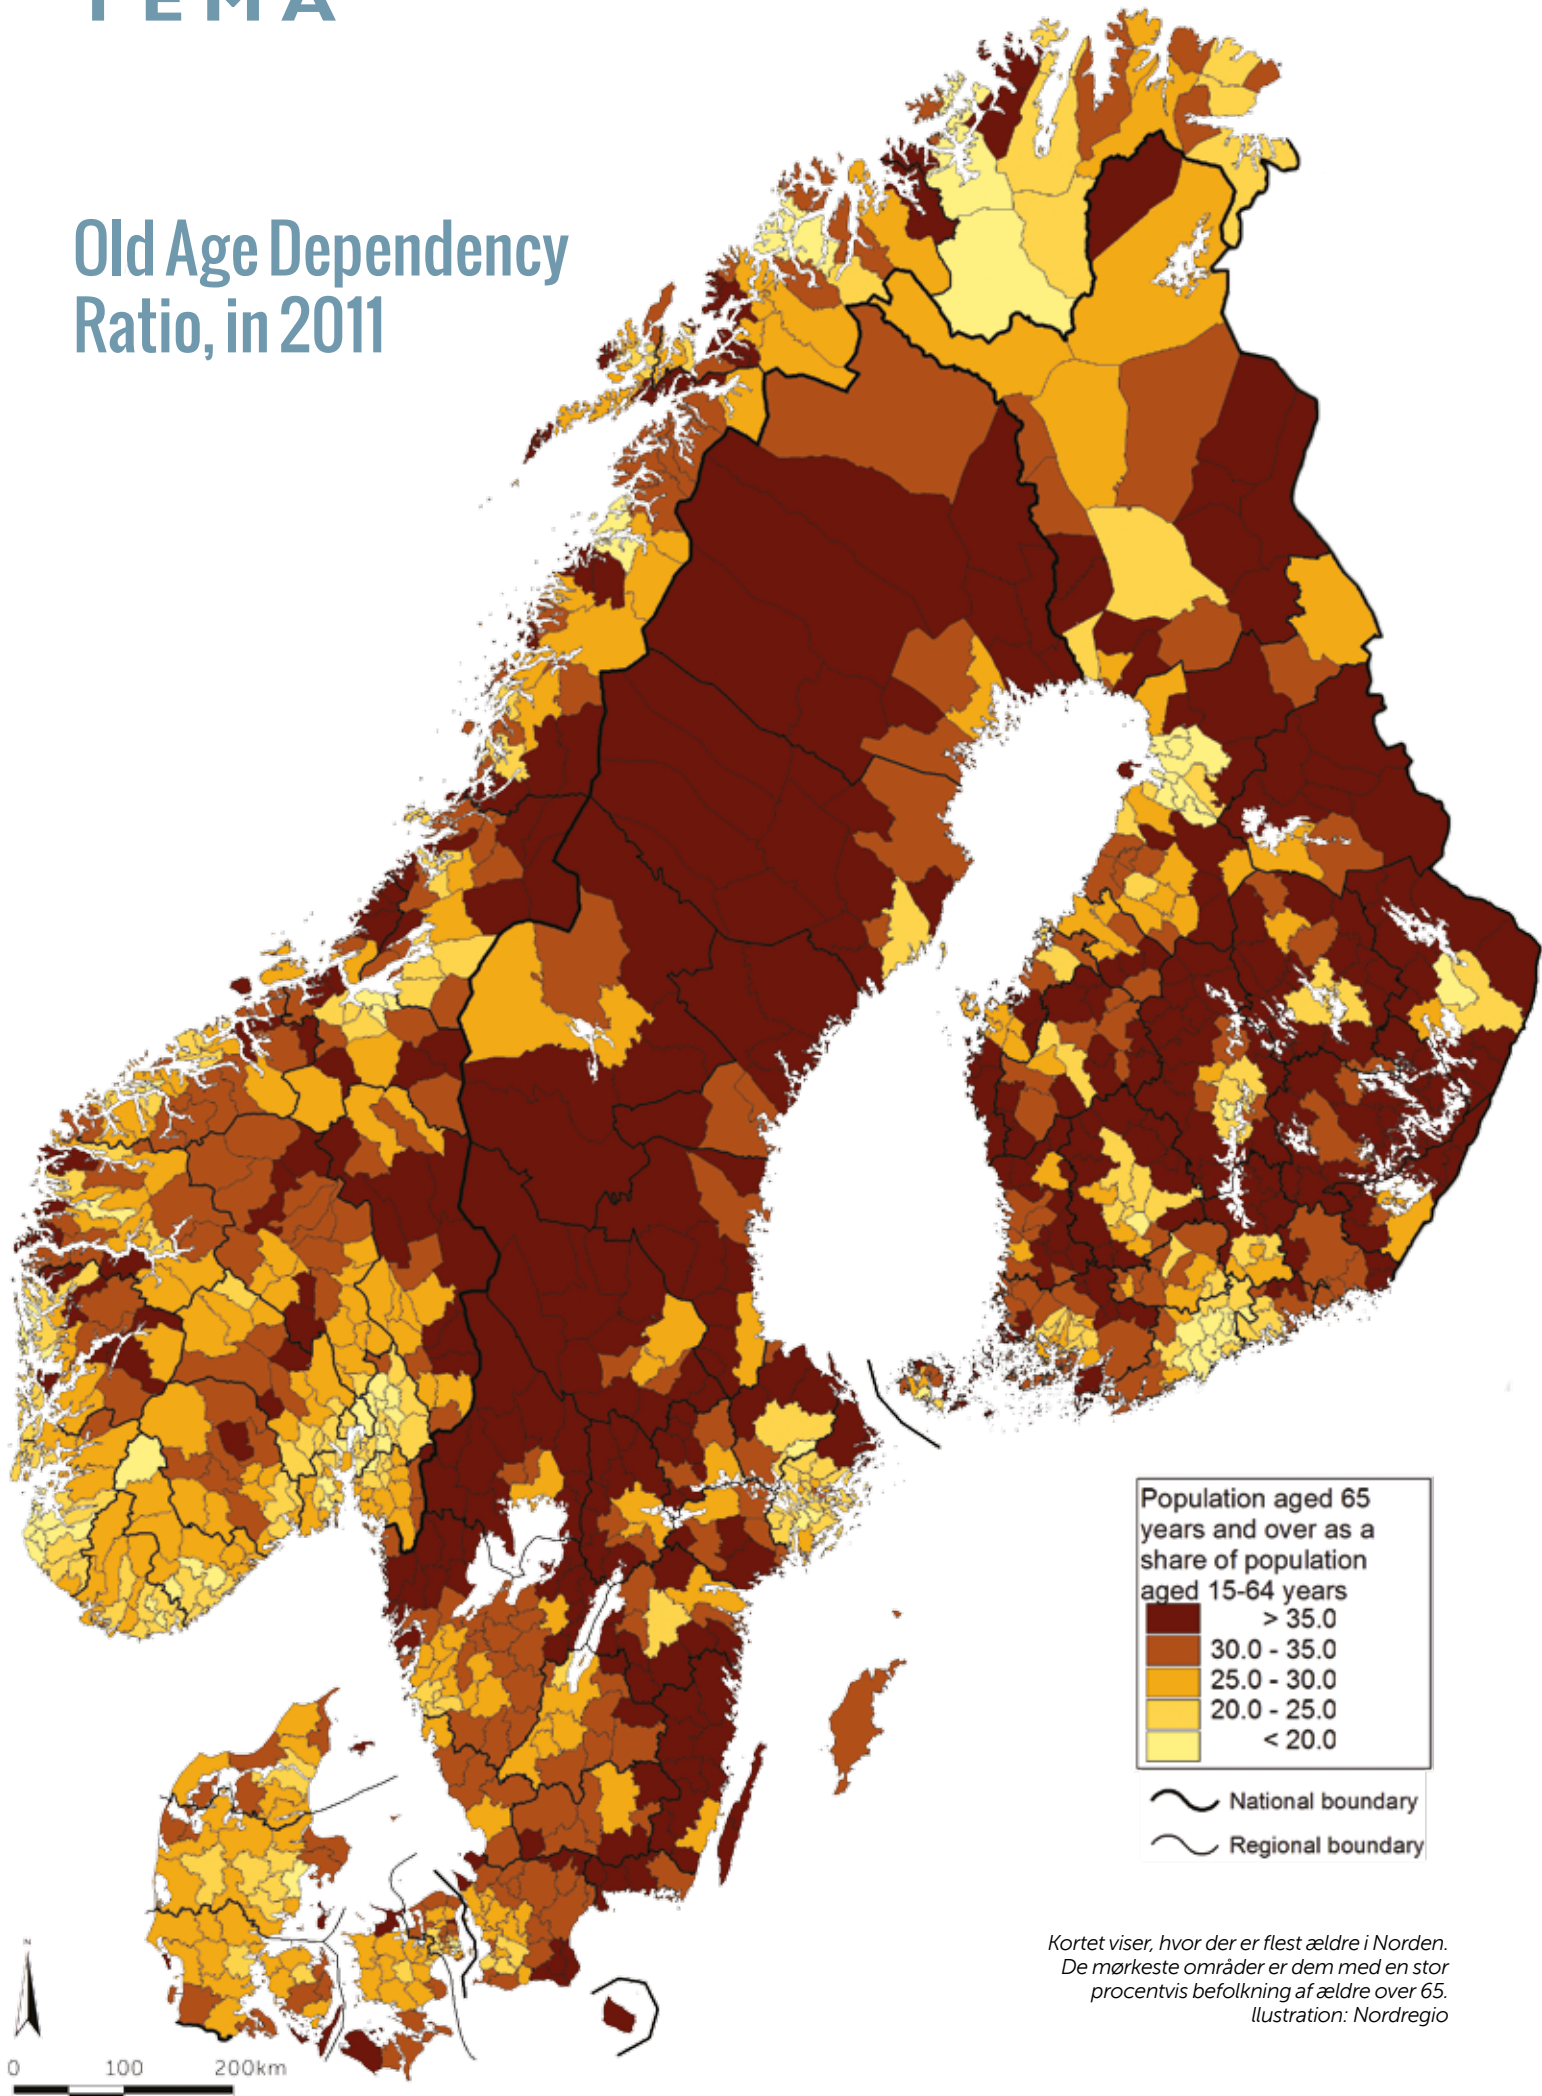 TEMA
Old Age Dependency
Ratio, in 2011
Population aged 65
years and over as a
share of population
aged 15-64 years
> 35.0
30.0 - 35.0
25.0 - 30.0
20.0 - 25.0
< 20.0
National boundary
Regional boundary
Kortet viser, hvor der er flest ældre i Norden.
De mørkeste områder er dem med en stor
procentvis befolkning af ældre over 65.
llustration: Nordregio
N
0 100 200km